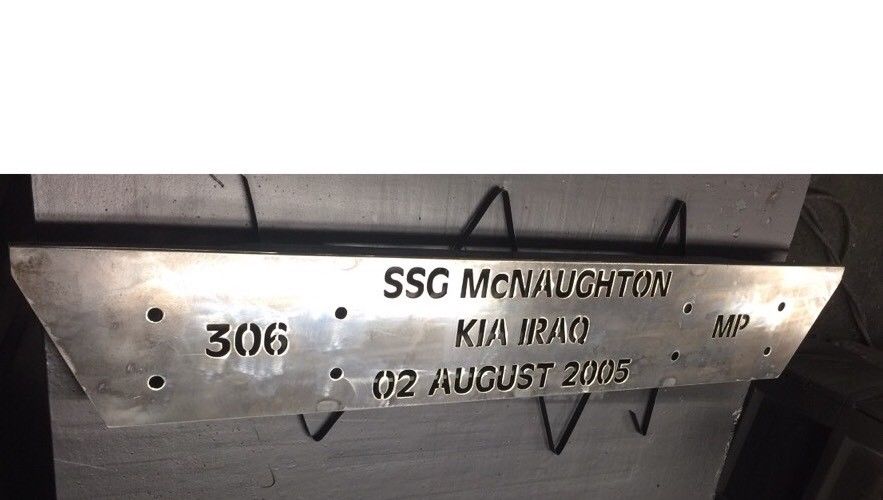 SSG McNAUGHTON
306 KIA IRAQ MP
02 AUGUST 2005